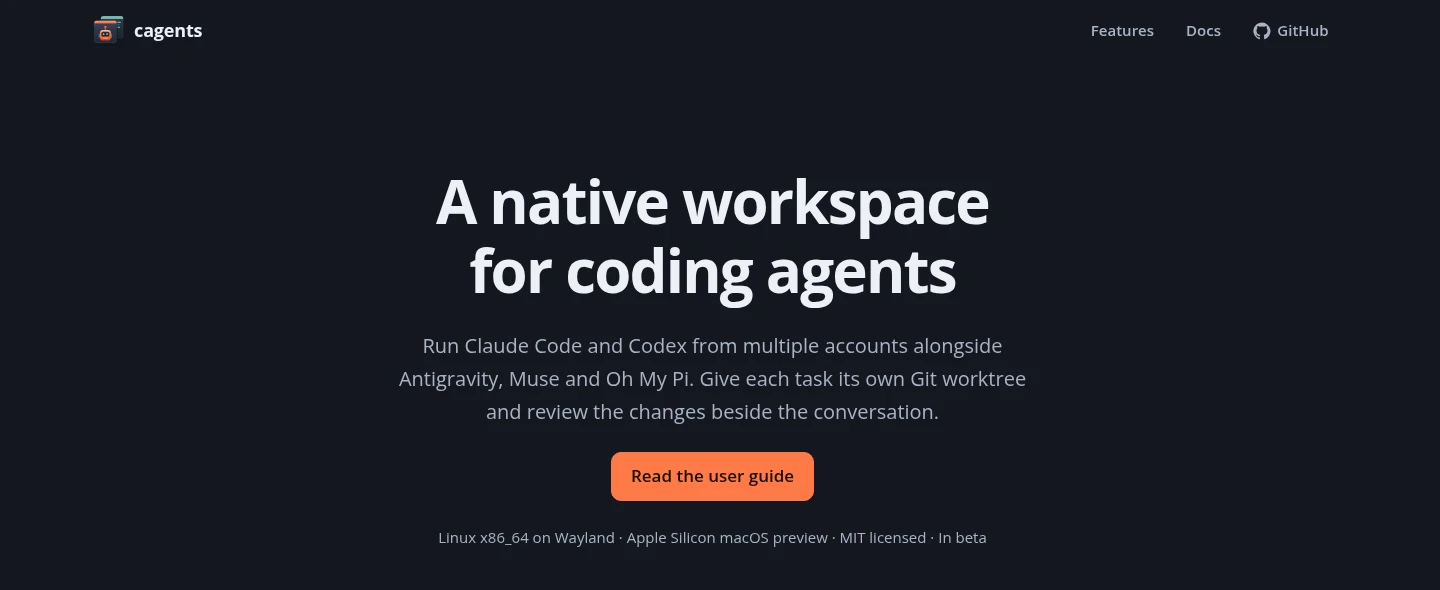 cagents
Features
Docs
GitHub
A native workspace
for coding agents
Run Claude Code and Codex from multiple accounts alongside
Antigravity, Muse and Oh My Pi. Give each task its own Git worktree
and review the changes beside the conversation.
Read the user guide
Linux x86_64 on Wayland · Apple Silicon macOS preview · MIT licensed · In beta